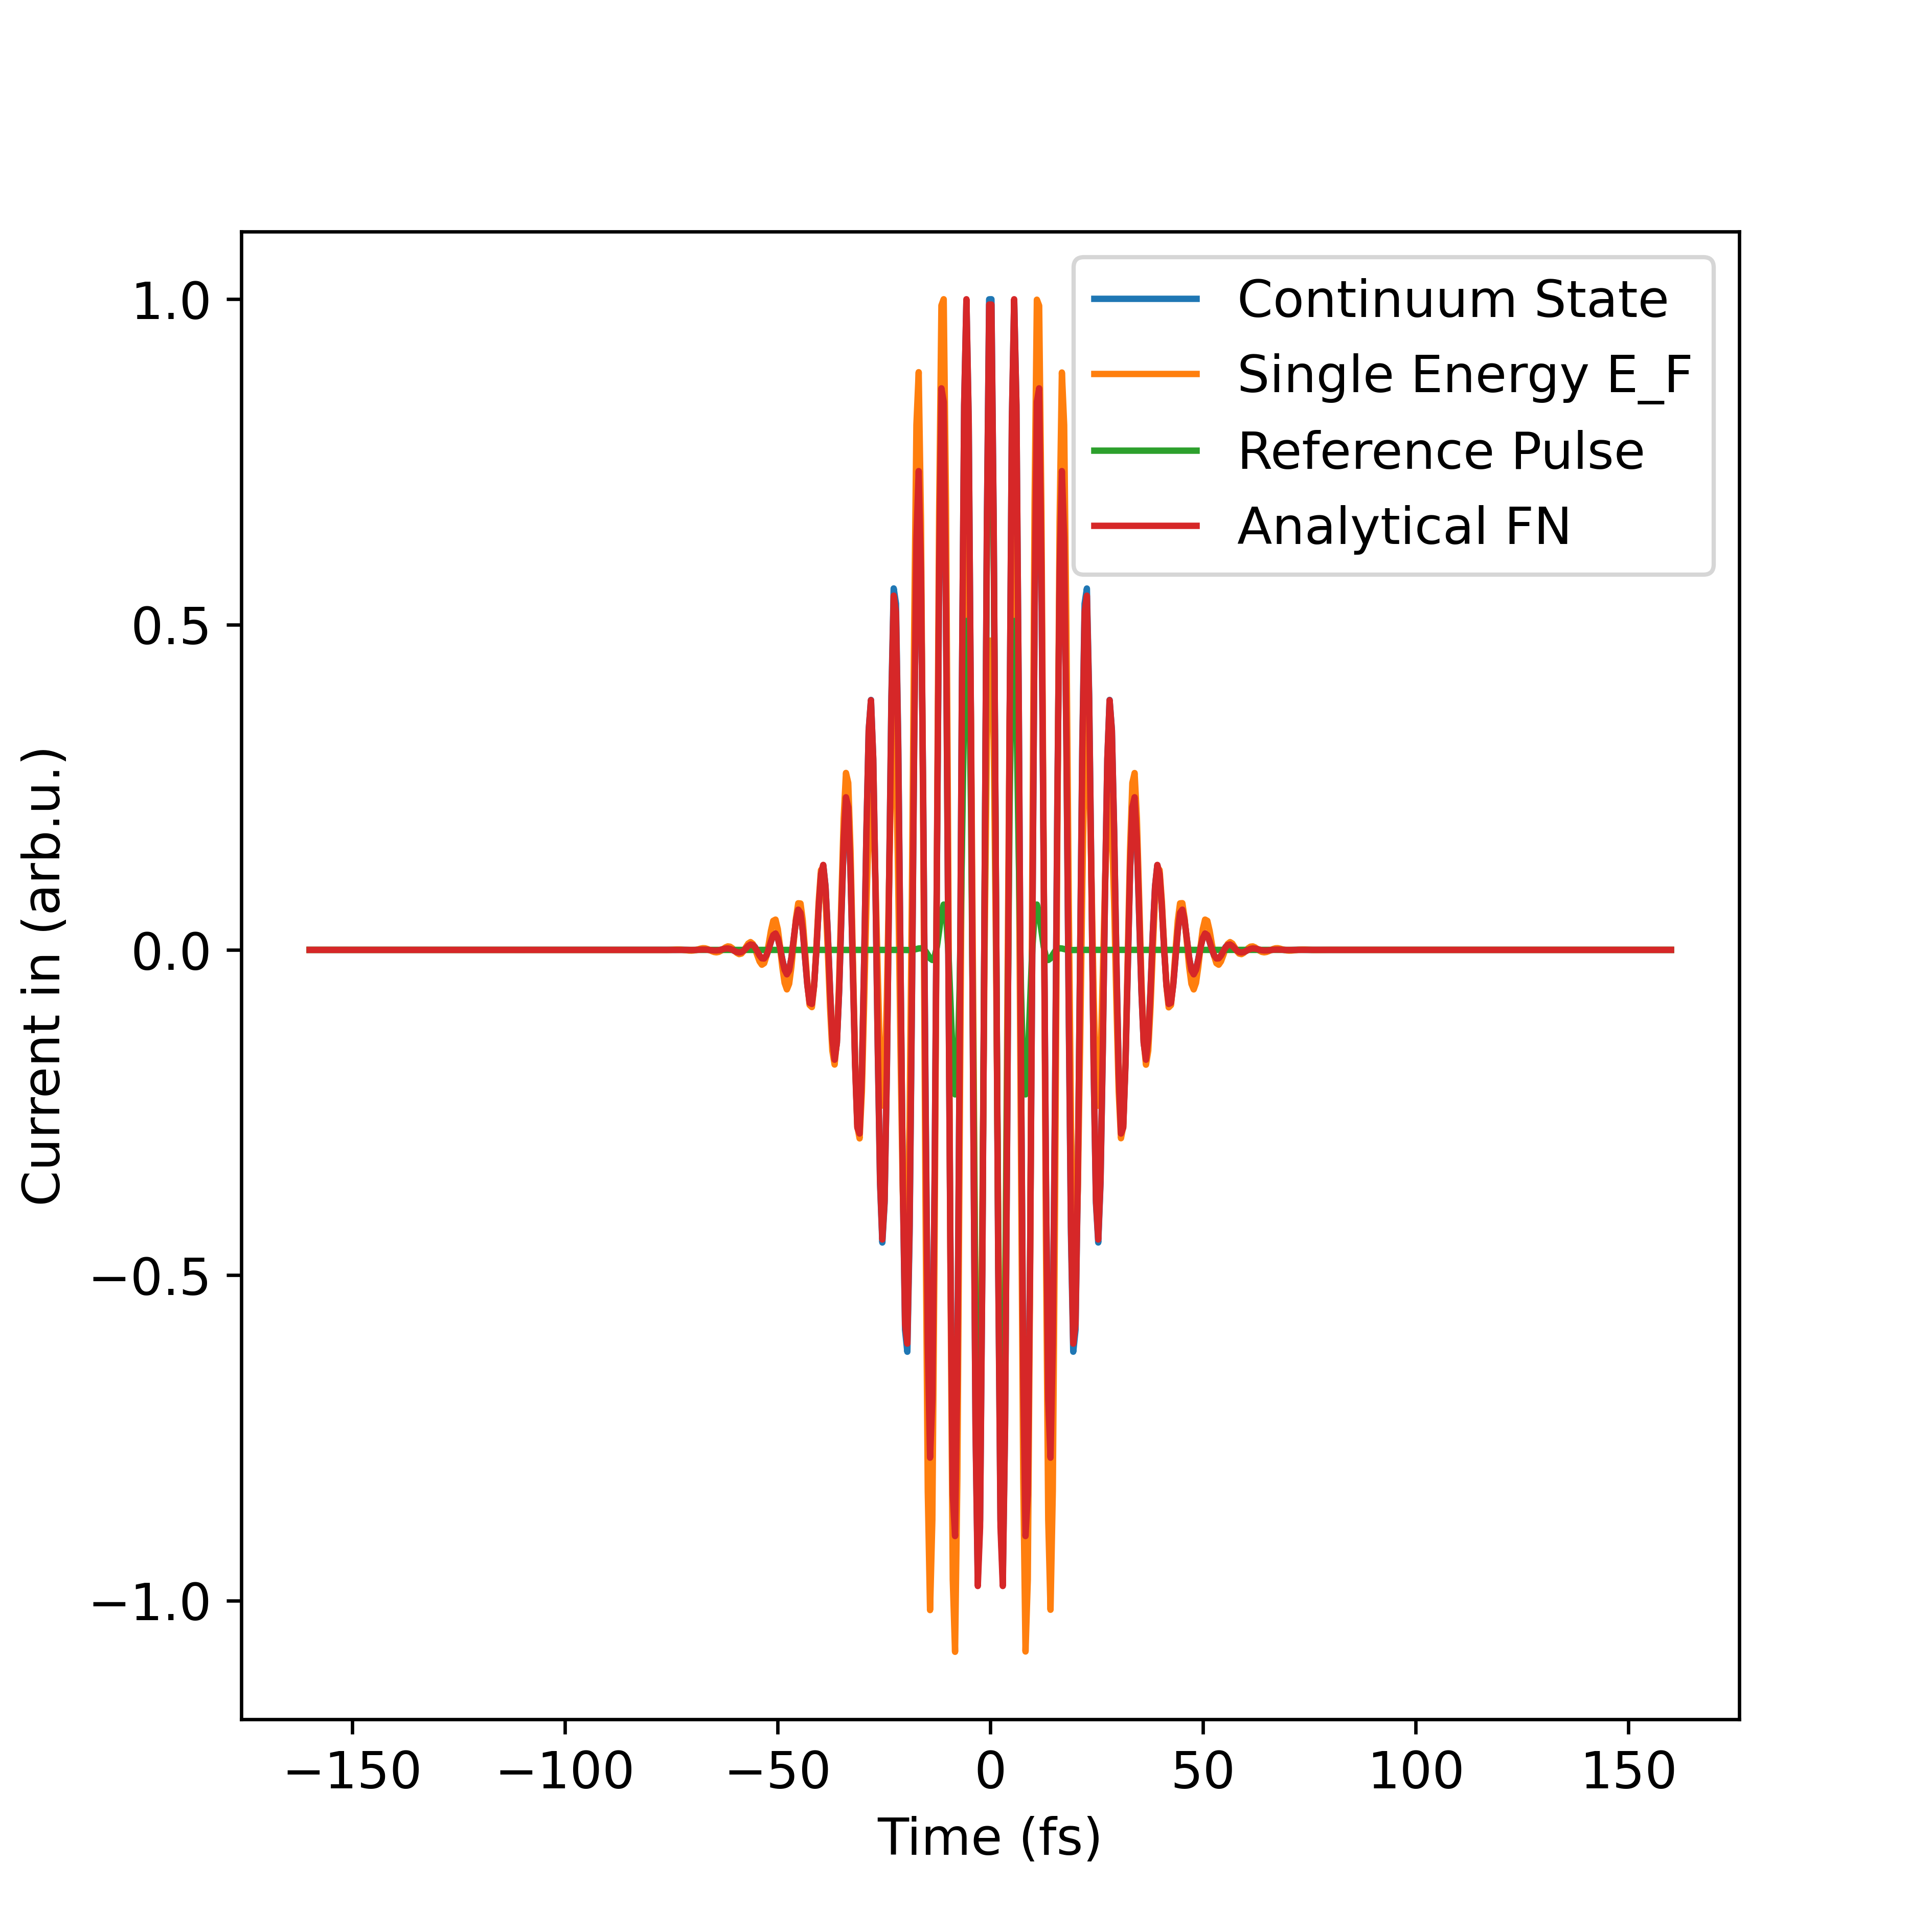 Continuum State
Single Energy E_F
Reference Pulse
Analytical FN
1.0
0.5
0.0
−0.5
−1.0
Current in (arb.u.)
−150 −100 −50 0 50 100 150
Time (fs)